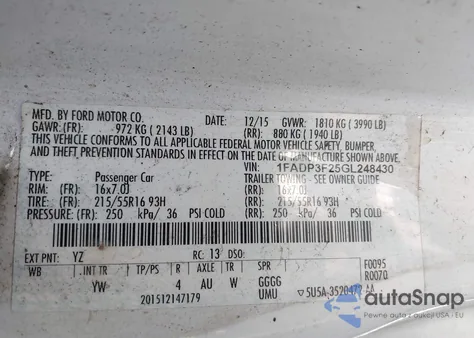 MFD. BY FORD MOTOR CO. DATE: 12/15 GVWR: 1810 KG ( 3990 LB)
GAWR: (FR): 972 KG ( 2143 LB) (RR): 880 KG ( 1940 LB)
THIS VEHICLE CONFORMS TO ALL APPLICABLE FEDERAL MOTOR VEHICLE SAFETY, BUMPER,
AND THEFT PREVENTION STANDARDS IN EFFECT ON THE DATE OF MANUFACTURE SHOWN ABOVE.
VIN: 1FADP3F25GL248430
TYPE: Passenger Car TRAILER TOWING - SEE OWNER GUIDE
RIM: (FR): 16x7.0J (RR): 16x7.0J
TIRE: (FR): 215/55R16 93H (RR): 215/55R16 93H
PRESSURE: (FR): 250 kPa/ 36 PSI COLD (RR): 250 kPa/ 36 PSI COLD
EXT PNT: YZ RC: 13 DSO: F0095
WB INT TR TP/PS R AXLE TR SPR R0070
YW 4 AU W GGGG
201512147179 UMU
autoSnap
Авто з аукціонів США і EU